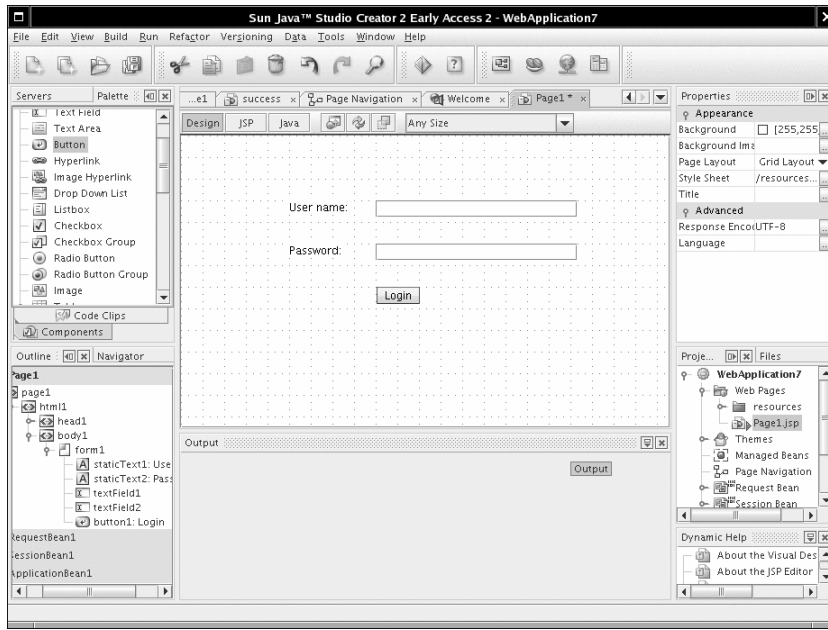 Sun Java™ Studio Creator 2 Early Access 2 - WebApplication7
File Edit View Build Run Refactor Versioning Data Tools Window Help
Servers Palette
Text Field
Text Area
Button
Hyperlink
Image Hyperlink
Drop Down List
Listbox
Checkbox
Checkbox Group
Radio Button
Radio Button Group
Image
Code Clips
Components
...e1 success x Page Navigation x Welcome x Page1 * x
Design JSP Java Any Size
User name:
Password:
Login
Properties
Appearance
Background [255,255
Background Ima
Page Layout Grid Layout
Style Sheet /resources...
Title
Advanced
Response Enco UTF-8
Language
Outline Navigator
Page1
page1
html1
head1
body1
form1
staticText1: Use
staticText2: Pass
textField1
textField2
button1: Login
RequestBean1
SessionBean1
ApplicationBean1
Output
Output
Proje... Files
WebApplication7
Web Pages
resources
Page1.jsp
Themes
Managed Beans
Page Navigation
Request Bean
Session Bean
Dynamic Help
About the Visual Des
About the JSP Editor